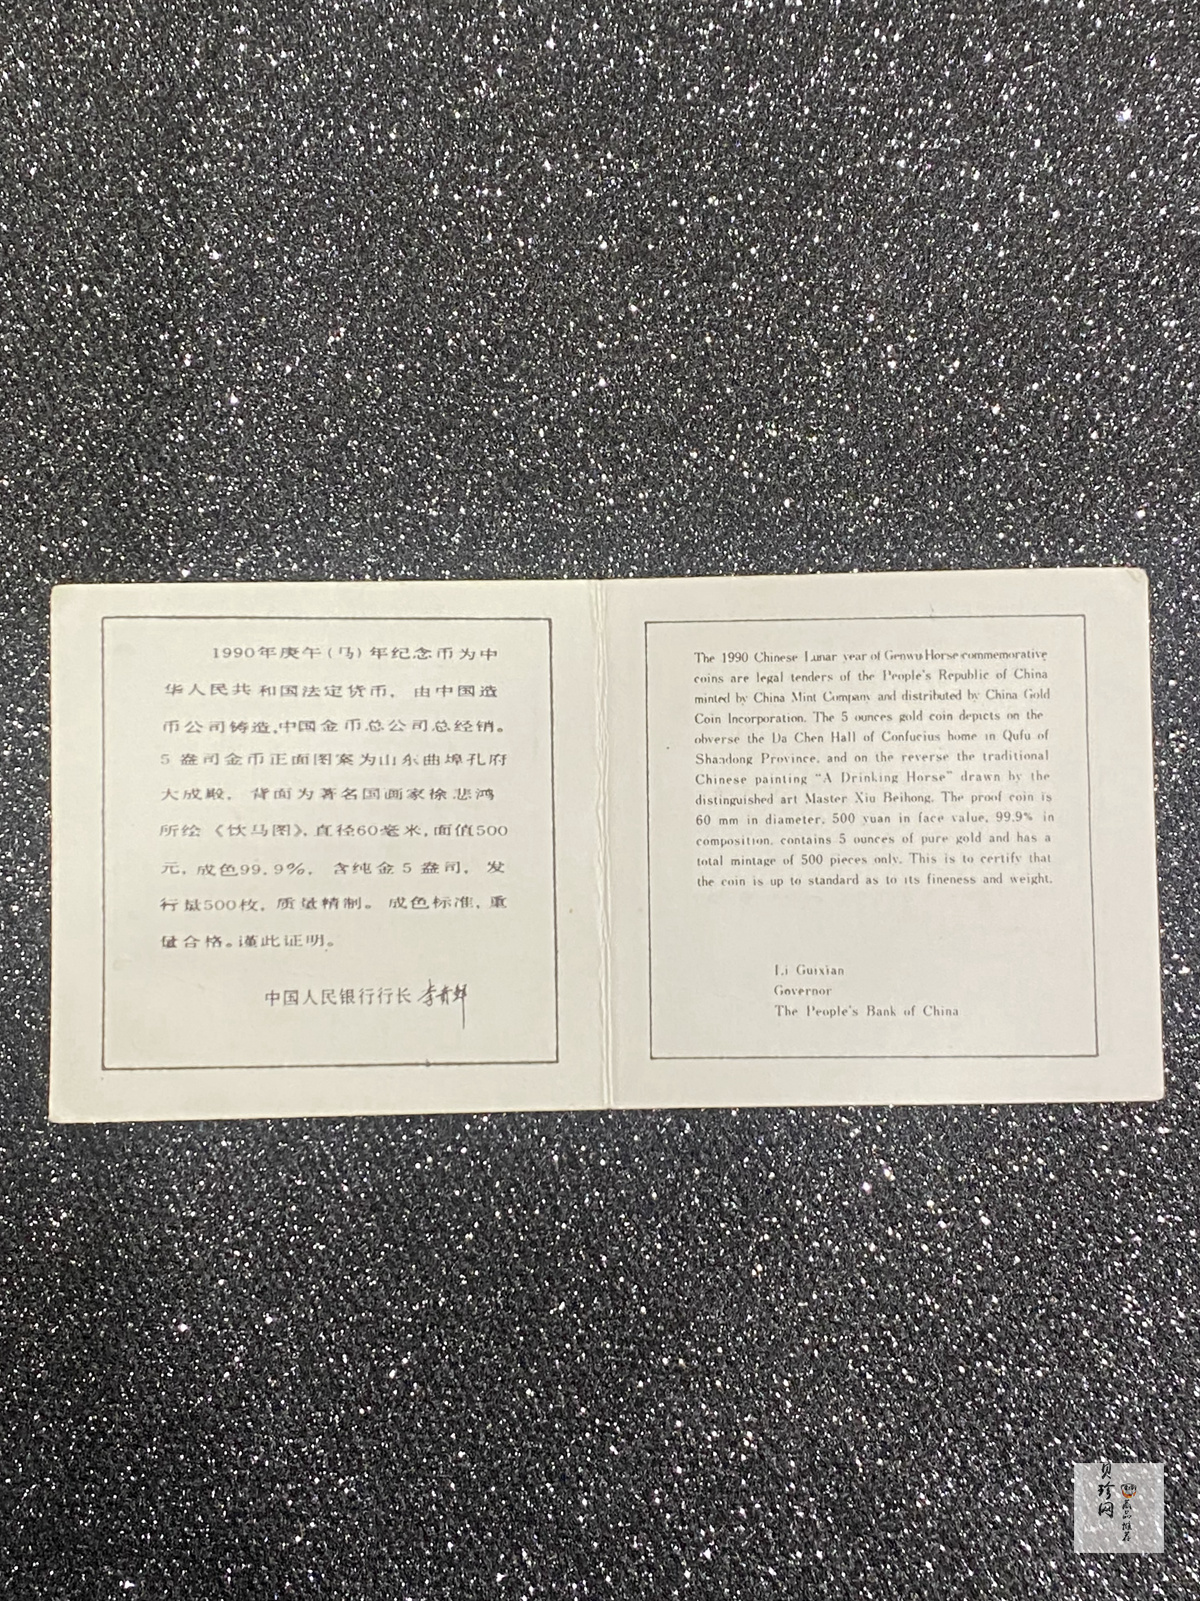 1990年庚午(马)年纪念币为中
华人民共和国法定货币，由中国造
币公司铸造,中国金币总公司总经销。
5盎司金币正面图案为山东曲埠孔府
大成殿，背面为著名国画家徐悲鸿
所绘《饮马图》,直径60毫米,面值500
元，成色99.9%，含纯金5盎司，发
行量500枚，质量精制。成色标准,重
量合格。谨此证明。
中国人民银行行长 李贵鲜
The 1990 Chinese Lunar year of Genwu Horse commemorative
coins are legal tenders of the People's Republic of China
minted by China Mint Company and distributed by China Gold
Coin Incorporation. The 5 ounces gold coin depicts on the
obverse the Da Chen Hall of Confucius home in Qufu of
Shandong Province, and on the reverse the traditional
Chinese painting “A Drinking Horse” drawn by the
distinguished art Master Xiu Beihong. The proof coin is
60 mm in diameter, 500 yuan in face value, 99.9% in
composition, contains 5 ounces of pure gold and has a
total mintage of 500 pieces only. This is to certify that
the coin is up to standard as to its fineness and weight.
Li Guixian
Governor
The People's Bank of China
贝珍网
藏品推荐